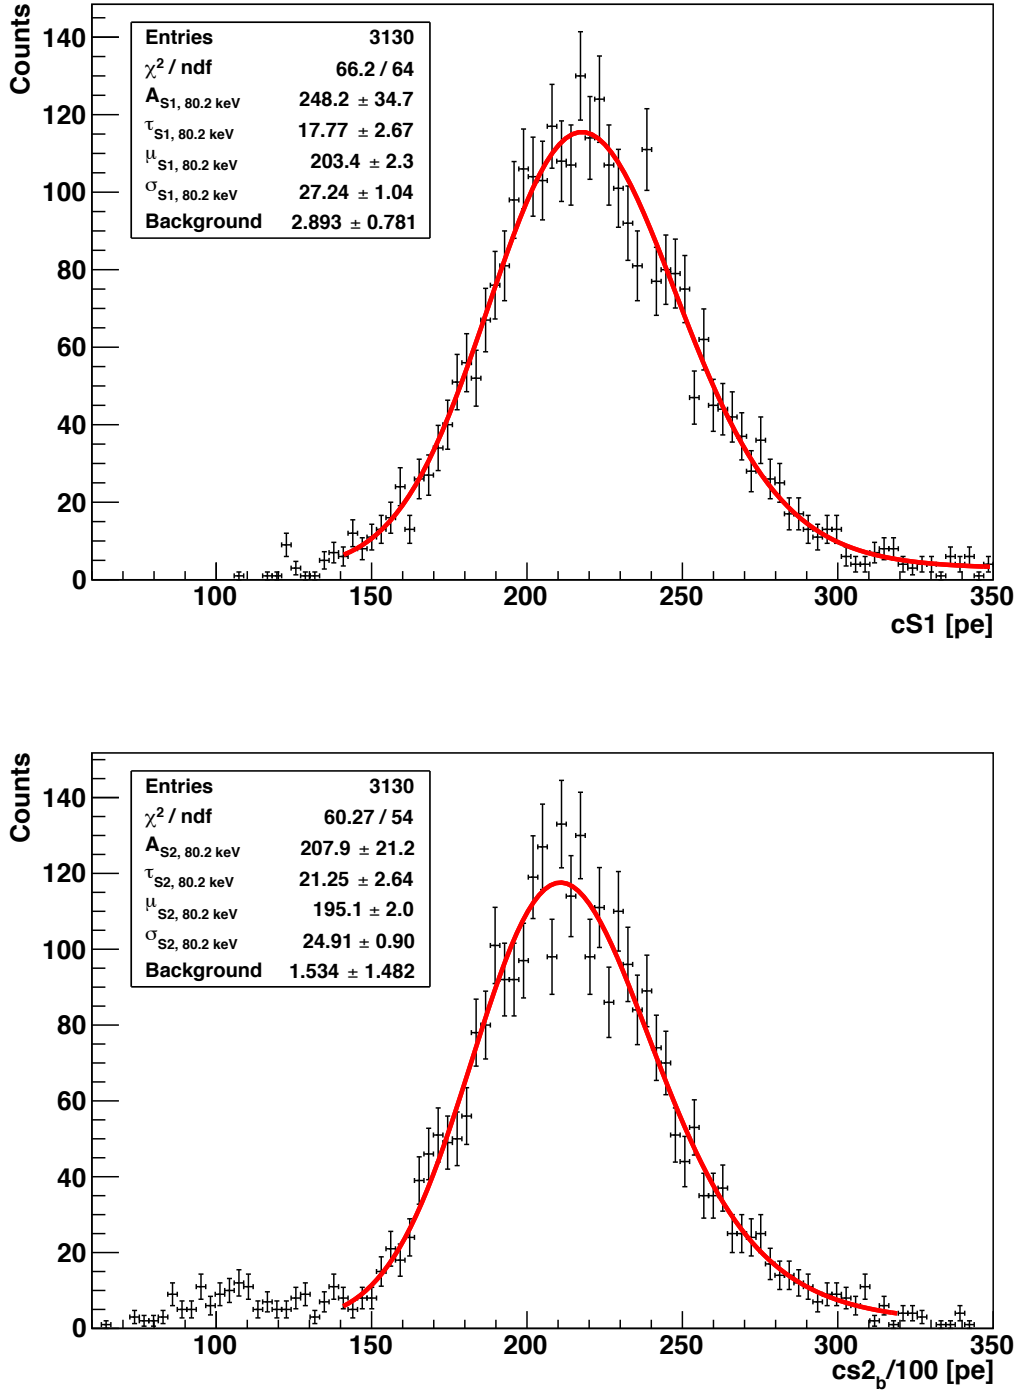 Counts
140
120
100
80
60
40
20
0
Entries 3130
χ² / ndf 66.2 / 64
A_S1, 80.2 keV 248.2 ± 34.7
τ_S1, 80.2 keV 17.77 ± 2.67
μ_S1, 80.2 keV 203.4 ± 2.3
σ_S1, 80.2 keV 27.24 ± 1.04
Background 2.893 ± 0.781
100 150 200 250 300 350
cS1 [pe]
Counts
140
120
100
80
60
40
20
0
Entries 3130
χ² / ndf 60.27 / 54
A_S2, 80.2 keV 207.9 ± 21.2
τ_S2, 80.2 keV 21.25 ± 2.64
μ_S2, 80.2 keV 195.1 ± 2.0
σ_S2, 80.2 keV 24.91 ± 0.90
Background 1.534 ± 1.482
100 150 200 250 300 350
cs2_b/100 [pe]